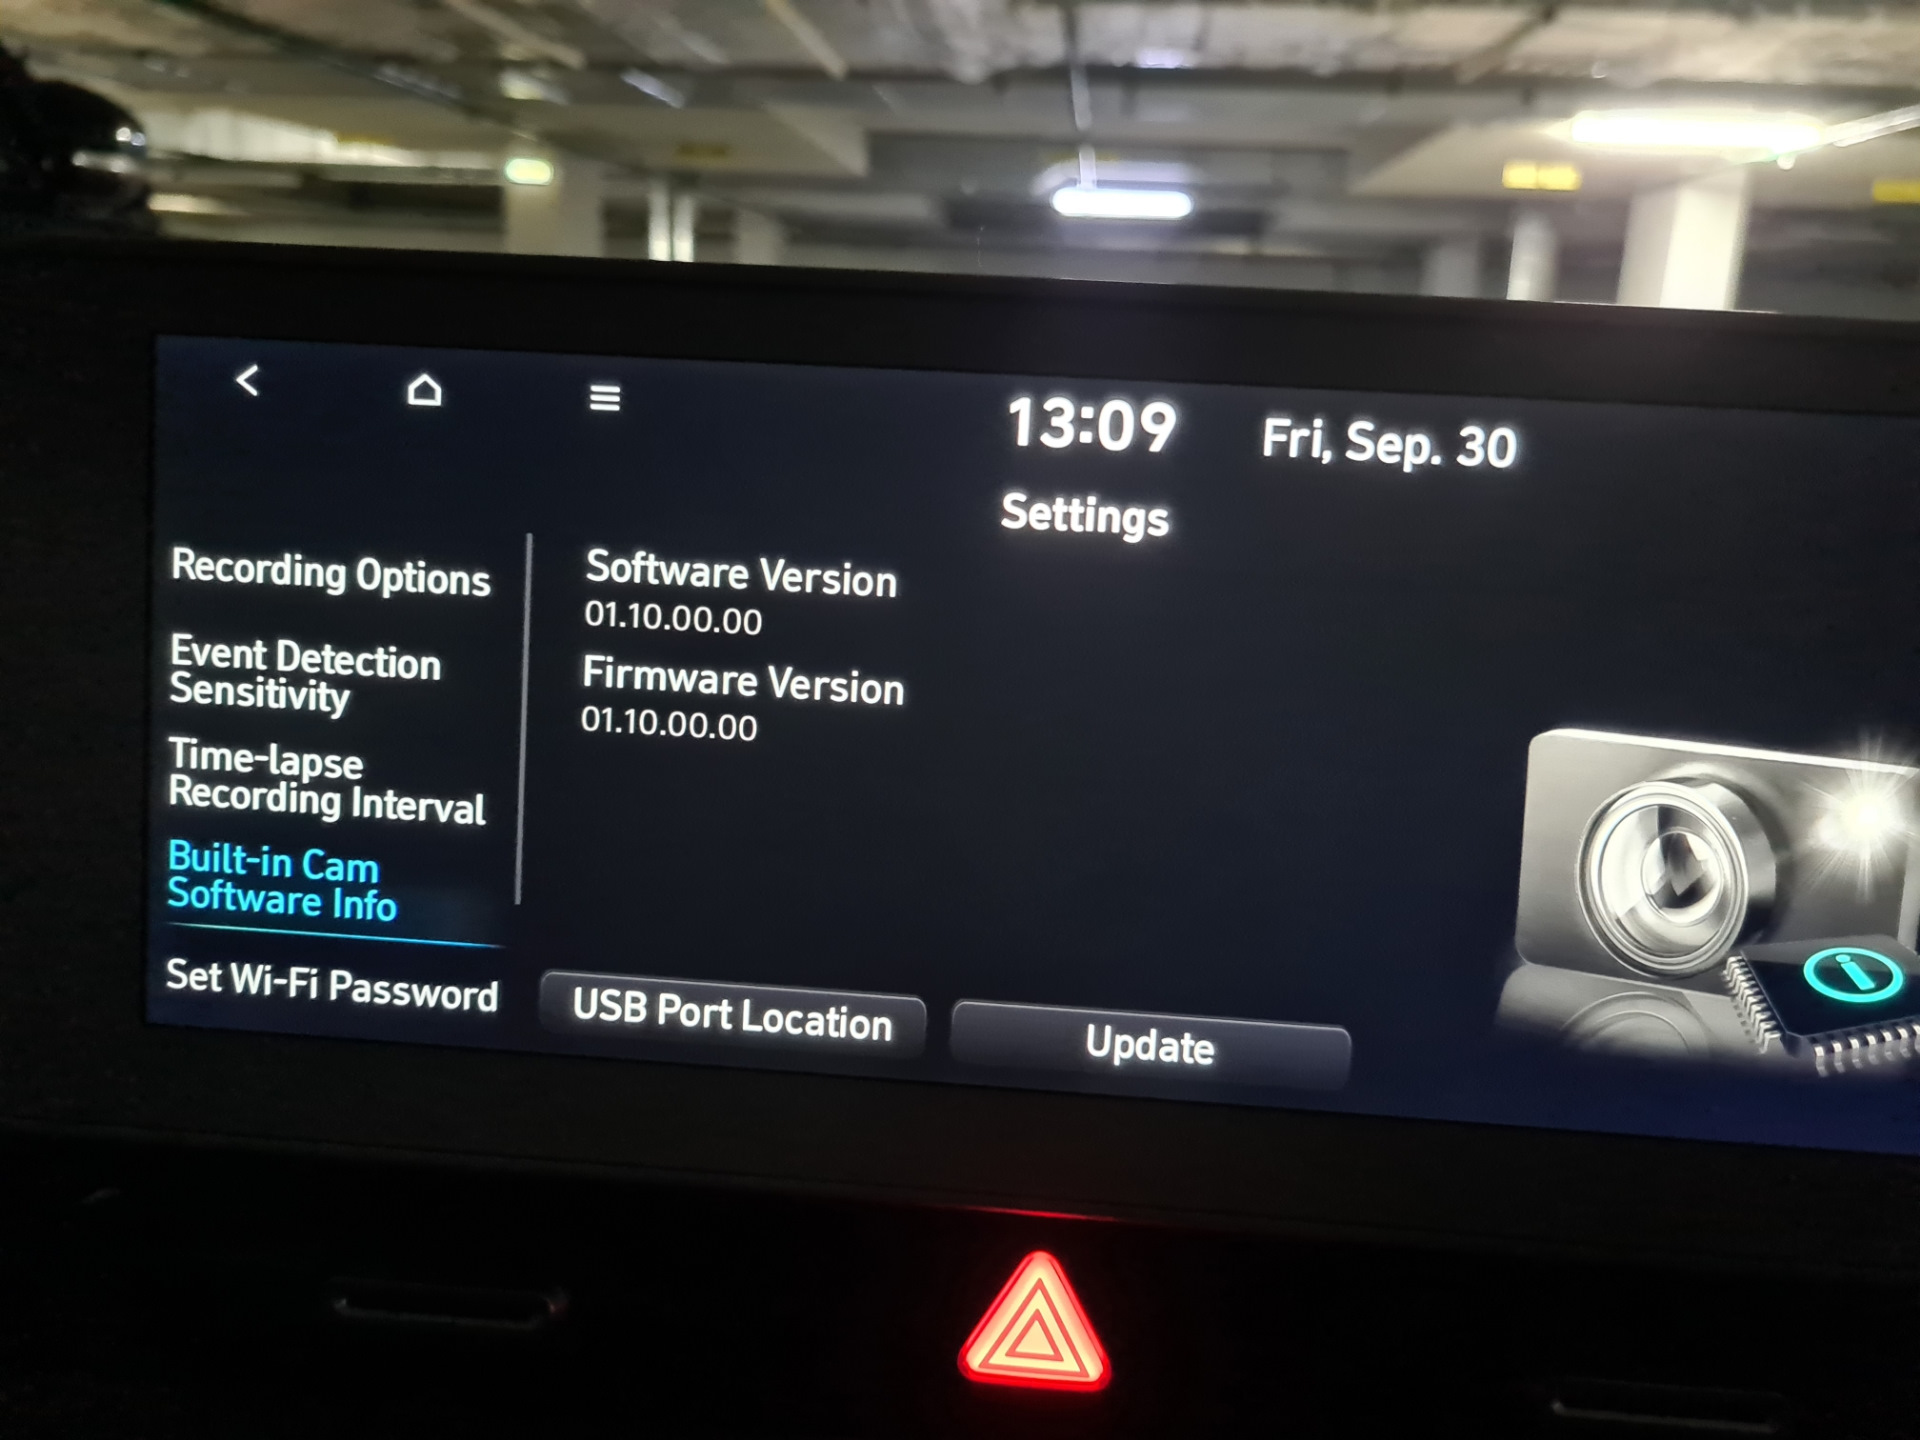 13:09
Fri, Sep. 30
Settings
Recording Options
Event Detection
Sensitivity
Time-lapse
Recording Interval
Built-in Cam
Software Info
Set Wi-Fi Password
Software Version
01.10.00.00
Firmware Version
01.10.00.00
USB Port Location
Update